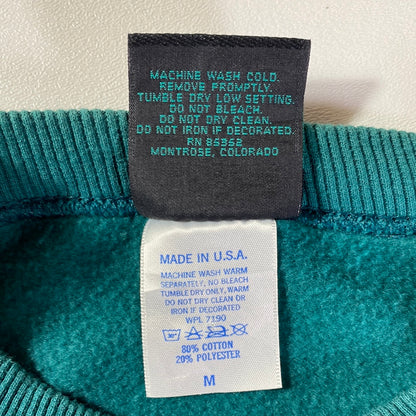 MACHINE WASH COLD.
REMOVE PROMPTLY.
TUMBLE DRY LOW SETTING.
DO NOT BLEACH.
DO NOT DRY CLEAN.
DO NOT IRON IF DECORATED.
RN 85352
MONTROSE, COLORADO
MADE IN U.S.A.
MACHINE WASH WARM
SEPARATELY, NO BLEACH
TUMBLE DRY ONLY, WARM
DO NOT DRY CLEAN OR
IRON IF DECORATED
WPL 7190
80% COTTON
20% POLYESTER
M